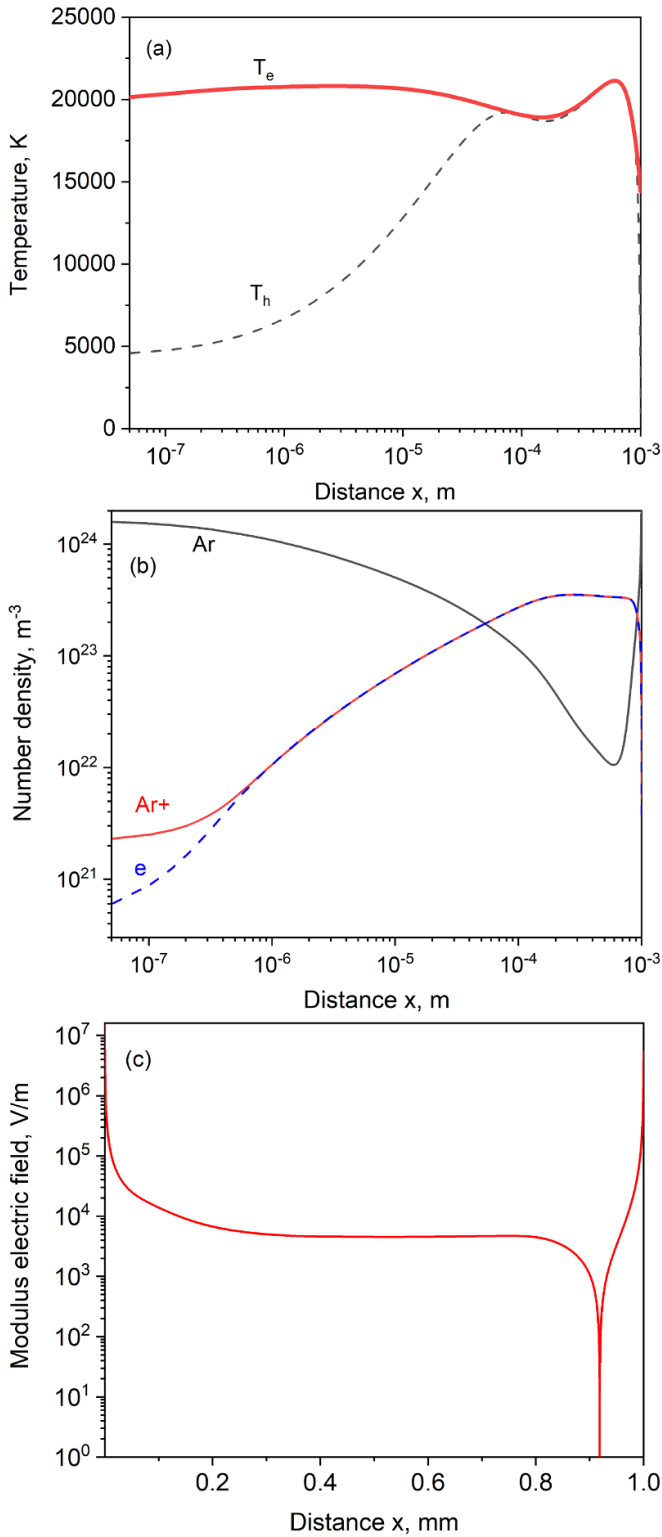 (a)
T_e
T_h
Temperature, K
25000
20000
15000
10000
5000
0
10^-7
10^-6
10^-5
10^-4
10^-3
Distance x, m
(b)
Ar
Ar+
e
Number density, m^-3
10^24
10^23
10^22
10^21
10^-7
10^-6
10^-5
10^-4
10^-3
Distance x, m
(c)
Modulus electric field, V/m
10^7
10^6
10^5
10^4
10^3
10^2
10^1
10^0
0.2
0.4
0.6
0.8
1.0
Distance x, mm